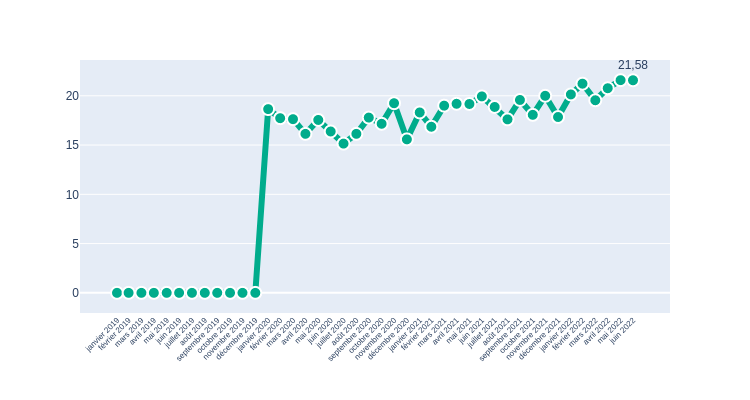 21,58
20
15
10
5
0
janvier 2019
février 2019
mars 2019
avril 2019
mai 2019
juin 2019
juillet 2019
août 2019
septembre 2019
octobre 2019
novembre 2019
décembre 2019
janvier 2020
février 2020
mars 2020
avril 2020
mai 2020
juin 2020
juillet 2020
août 2020
septembre 2020
octobre 2020
novembre 2020
décembre 2020
janvier 2021
février 2021
mars 2021
avril 2021
mai 2021
juin 2021
juillet 2021
août 2021
septembre 2021
octobre 2021
novembre 2021
décembre 2021
janvier 2022
février 2022
mars 2022
avril 2022
mai 2022
juin 2022